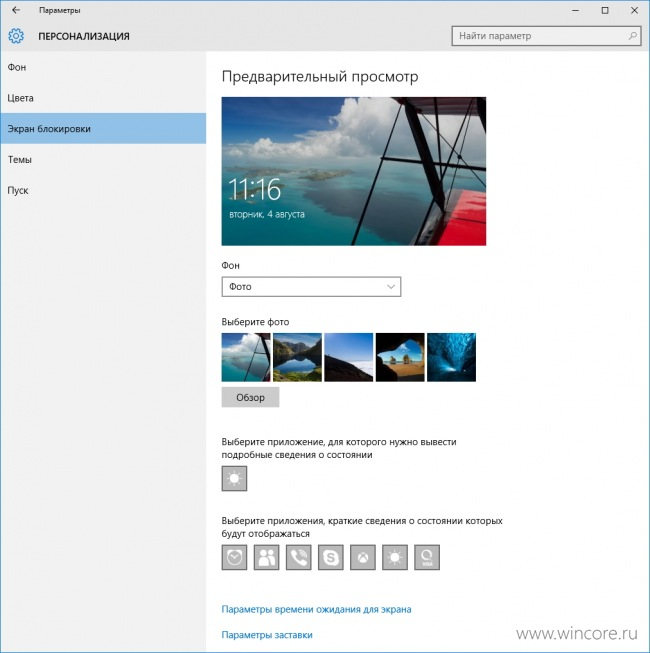 Параметры
ПЕРСОНАЛИЗАЦИЯ
Найти параметр
Фон
Цвета
Экран блокировки
Темы
Пуск
Предварительный просмотр
11:16
вторник, 4 августа
Фон
Фото
Выберите фото
Обзор
Выберите приложение, для которого нужно вывести
подробные сведения о состоянии
Выберите приложения, краткие сведения о состоянии которых
будут отображаться
VISA
Параметры времени ожидания для экрана
Параметры заставки
www.wincore.ru